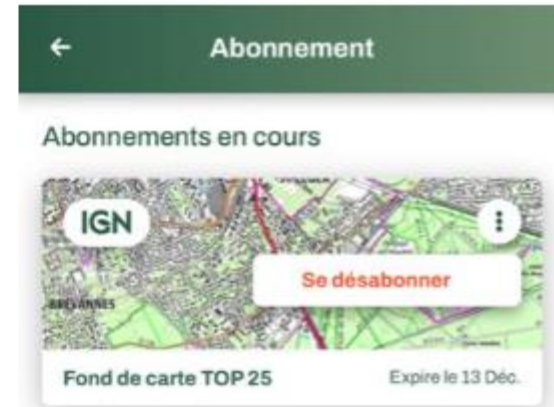 Abonnement
Abonnements en cours
IGN
Se désabonner
Fond de carte TOP 25
Expire le 13 Déc.